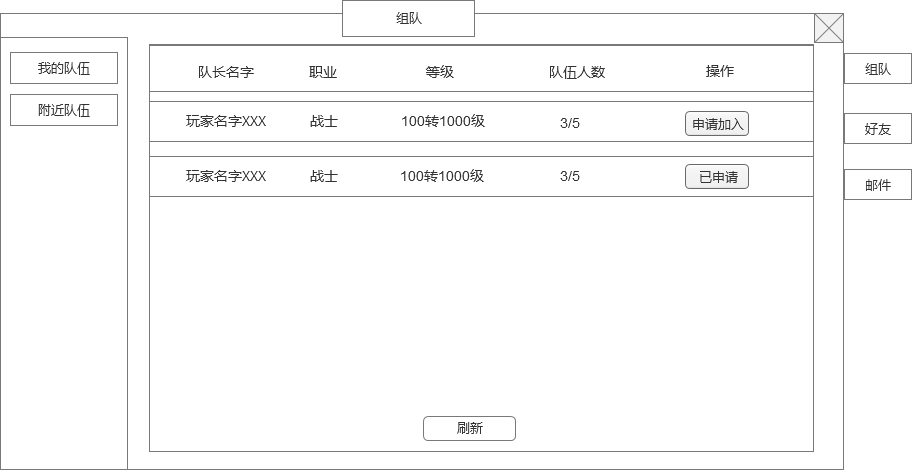 组队
我的队伍
附近队伍
队长名字 职业 等级 队伍人数 操作
玩家名字XXX 战士 100转1000级 3/5 申请加入
玩家名字XXX 战士 100转1000级 3/5 已申请
刷新
组队
好友
邮件